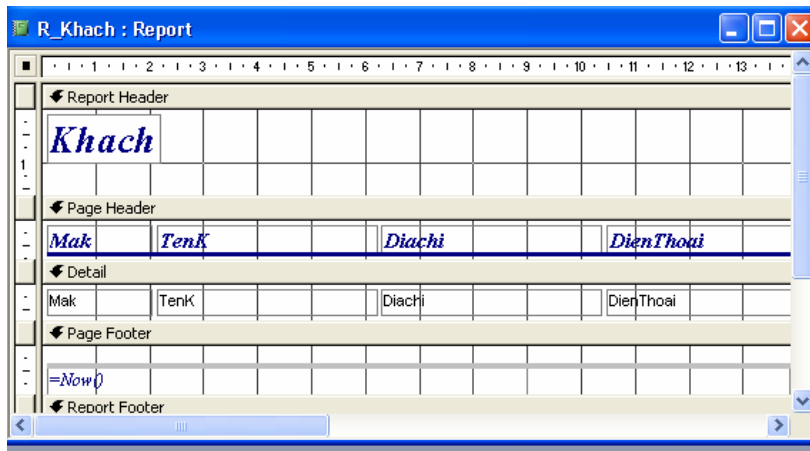 R_Khach : Report
1 2 3 4 5 6 7 8 9 10 11 12 13
Report Header
Khach
1
Page Header
Mak TenK Diachi DienThoai
Detail
Mak TenK Diachi DienThoai
Page Footer
=Now()
Report Footer